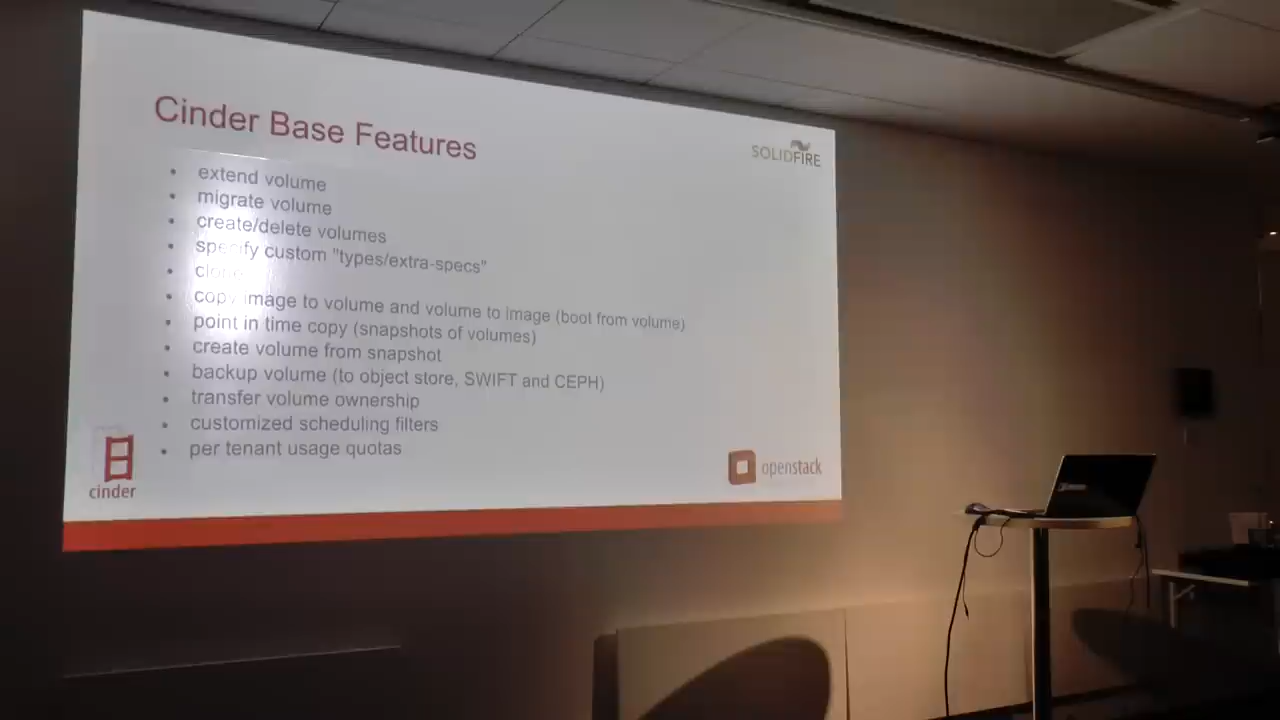 Cinder Base Features
SOLIDFIRE
• extend volume
• migrate volume
• create/delete volumes
• specify custom "types/extra-specs"
• clone
• copy image to volume and volume to image (boot from volume)
• point in time copy (snapshots of volumes)
• create volume from snapshot
• backup volume (to object store, SWIFT and CEPH)
• transfer volume ownership
• customized scheduling filters
• per tenant usage quotas
cinder
openstack